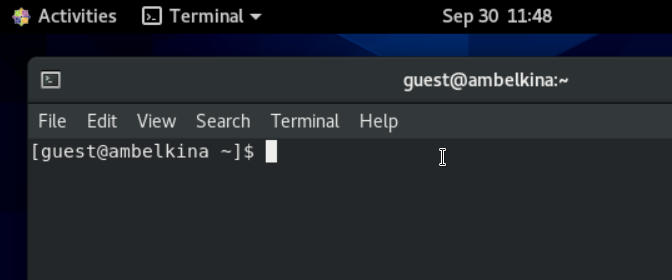 Activities Terminal Sep 30 11:48
guest@ambelkina:~
File Edit View Search Terminal Help
[guest@ambelkina ~]$